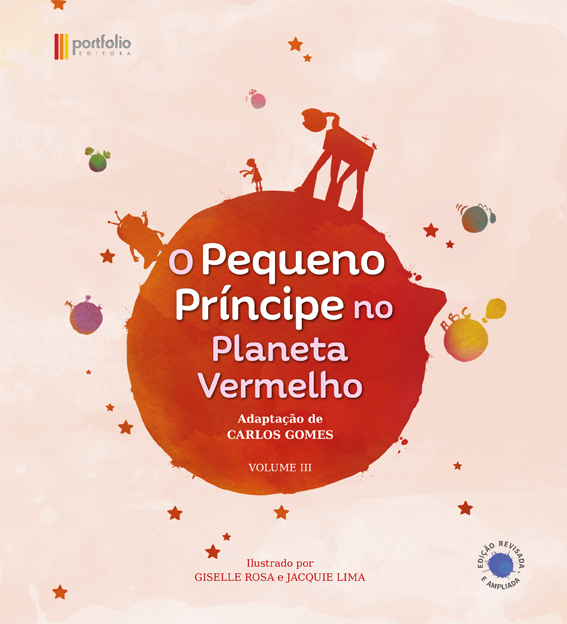 portfolio
EDITORA
O Pequeno
Príncipe no
Planeta
Vermelho
Adaptação de
CARLOS GOMES
VOLUME III
ABC
Ilustrado por
GISELLE ROSA e JACQUIE LIMA
EDIÇÃO REVISADA
E AMPLIADA